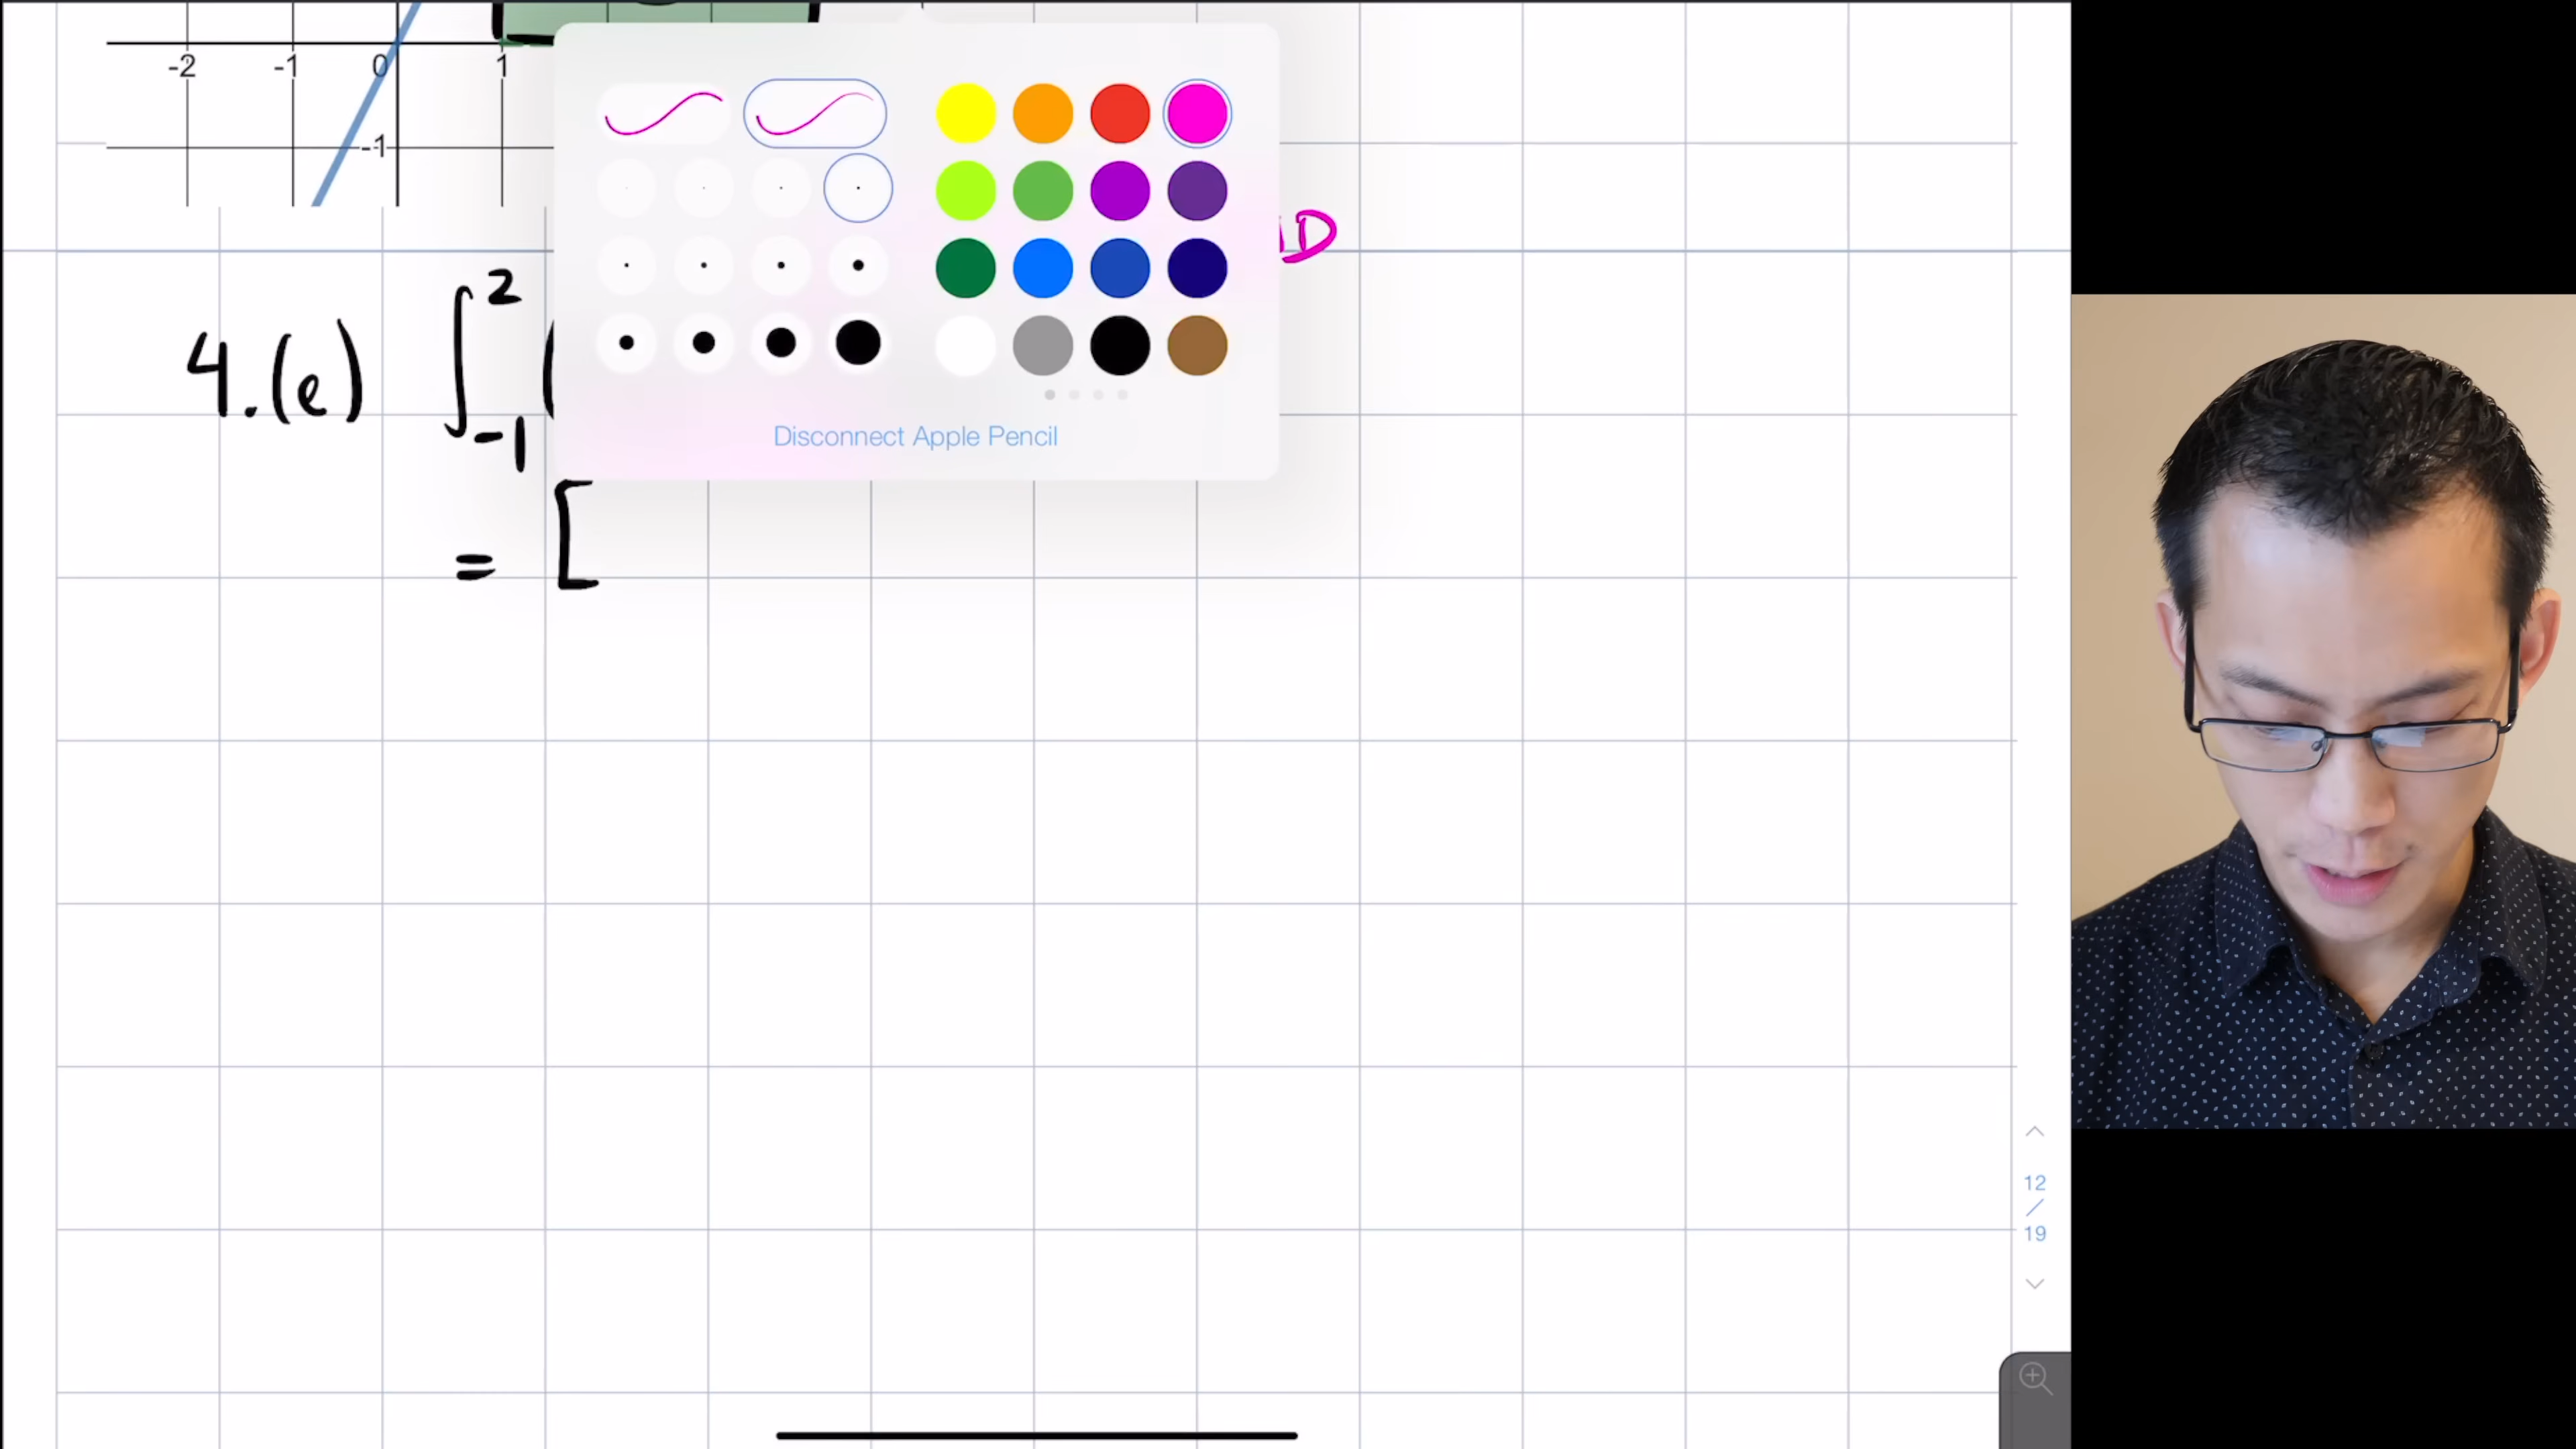 -2 -1 0 1
-1
D
4.(e) ∫ 2 -1 (
= [
Disconnect Apple Pencil
12
/
19